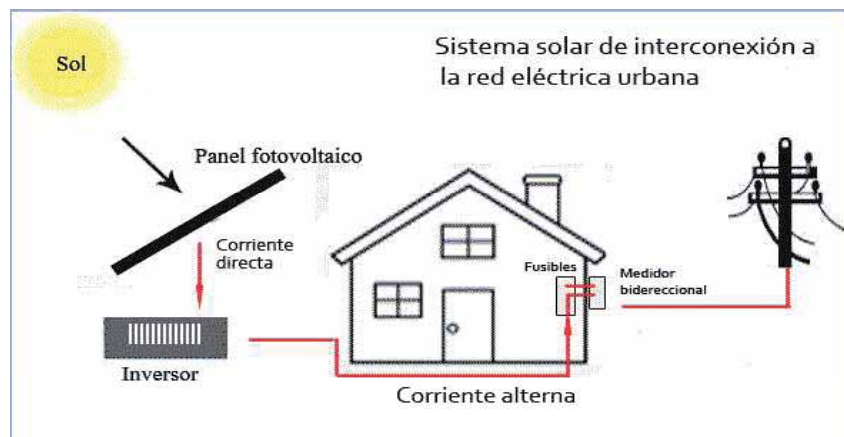 Sistema solar de interconexión a
la red eléctrica urbana
Sol
Panel fotovoltaico
Corriente
directa
Fusibles
Medidor
bidereccional
Inversor
Corriente alterna